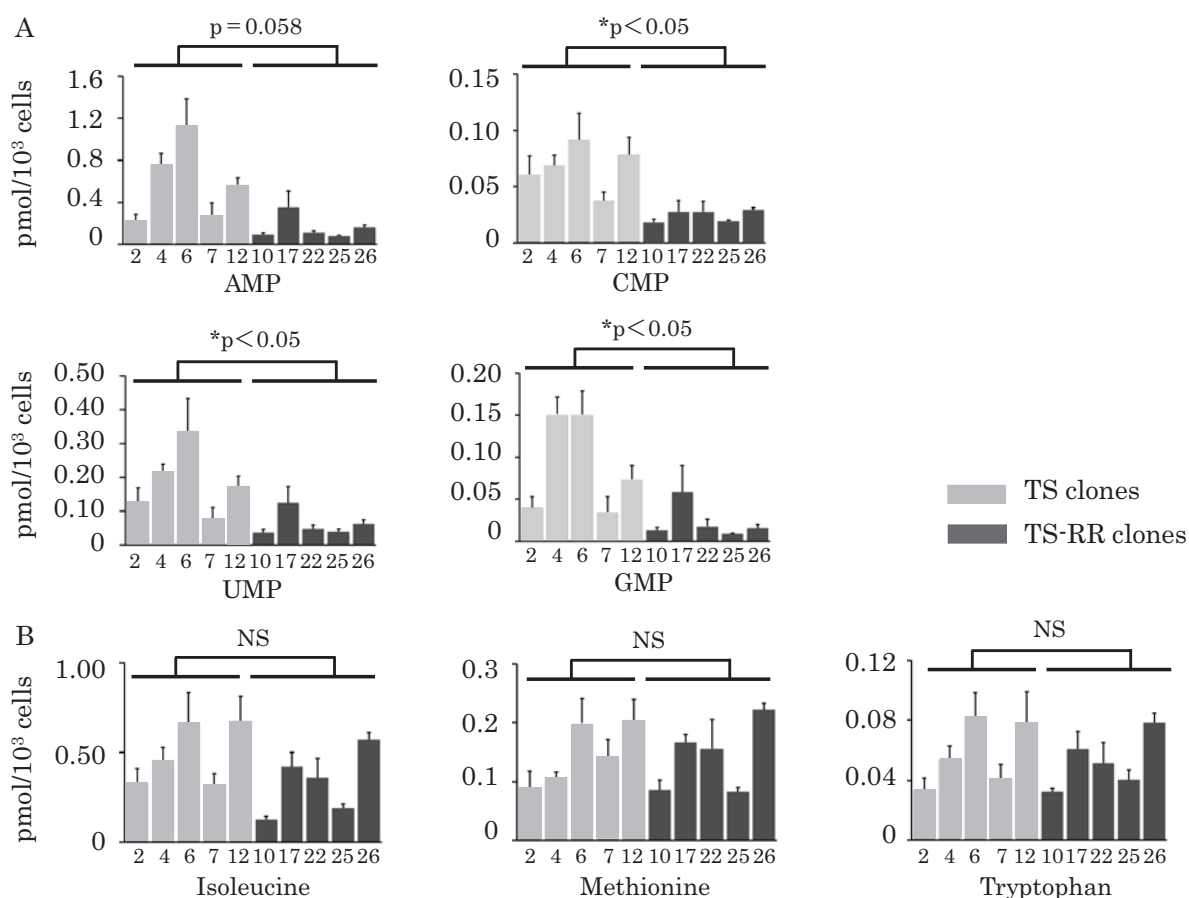 A
p=0.058
*p<0.05
pmol/10³ cells
1.6
1.2
0.8
0.4
0
2 4 6 7 12 10 17 22 25 26
AMP
0.15
0.10
0.05
0
2 4 6 7 12 10 17 22 25 26
CMP
*p<0.05
*p<0.05
pmol/10³ cells
0.50
0.40
0.30
0.20
0.10
0
2 4 6 7 12 10 17 22 25 26
UMP
0.20
0.15
0.10
0.05
0
2 4 6 7 12 10 17 22 25 26
GMP
TS clones
TS-RR clones
B
NS
NS
NS
pmol/10³ cells
1.00
0.50
0
2 4 6 7 12 10 17 22 25 26
Isoleucine
0.3
0.2
0.1
0
2 4 6 7 12 10 17 22 25 26
Methionine
0.12
0.08
0.04
0
2 4 6 7 12 10 17 22 25 26
Tryptophan